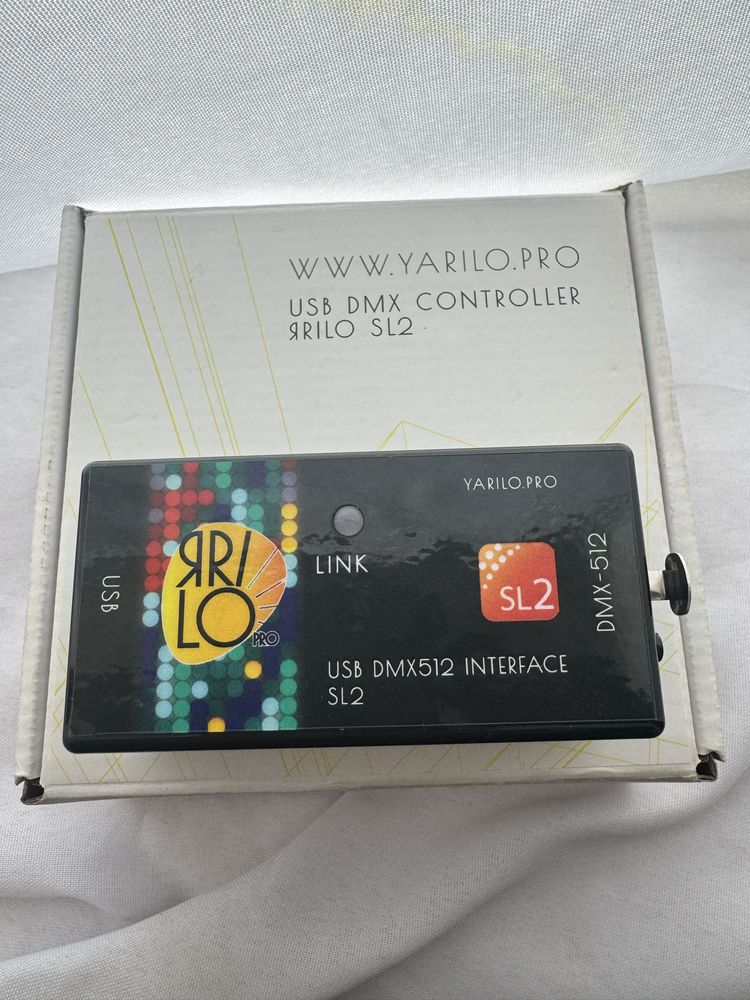 WWW.YARILO.PRO
USB DMX CONTROLLER
ЯRILO SL2
YARILO.PRO
USB
ЯRI
LO
PRO
LINK
SL2
DMX-512
USB DMX512 INTERFACE
SL2